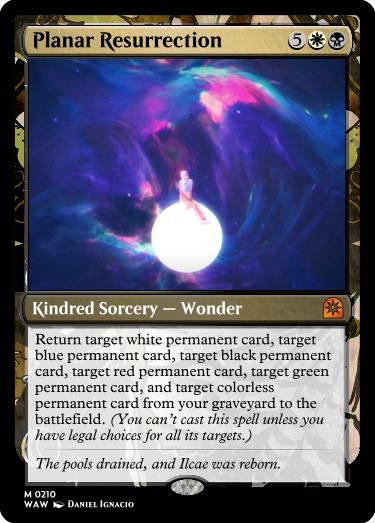 Planar Resurrection 5
Kindred Sorcery — Wonder
Return target white permanent card, target
blue permanent card, target black permanent
card, target red permanent card, target green
permanent card, and target colorless
permanent card from your graveyard to the
battlefield. (You can't cast this spell unless you
have legal choices for all its targets.)
The pools drained, and Ilcae was reborn.
M 0210
WAW DANIEL IGNACIO